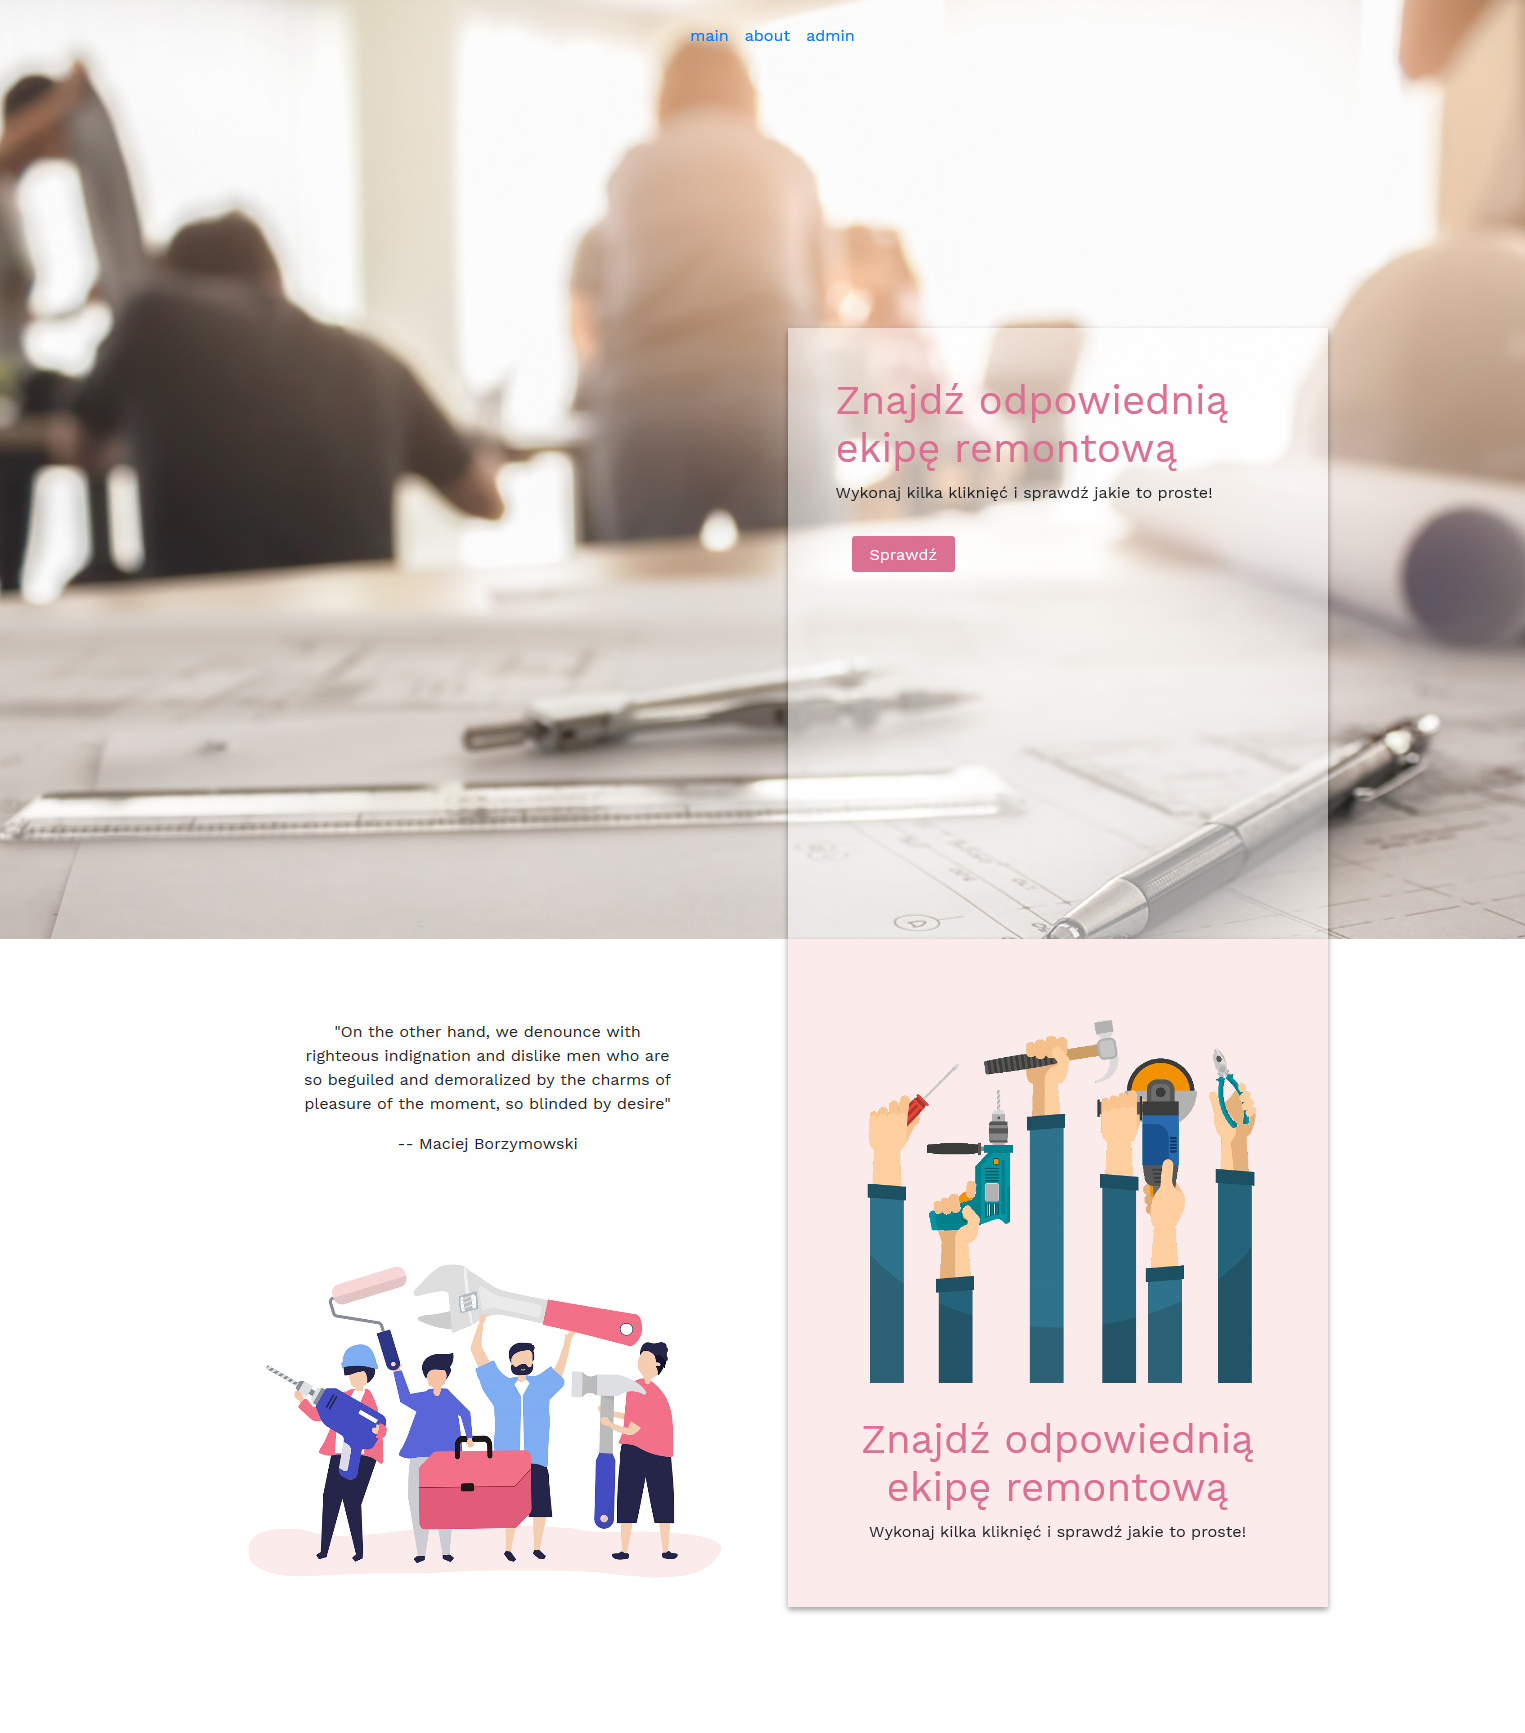 main about admin
Znajdź odpowiednią
ekipę remontową
Wykonaj kilka kliknięć i sprawdź jakie to proste!
Sprawdź
"On the other hand, we denounce with
righteous indignation and dislike men who are
so beguiled and demoralized by the charms of
pleasure of the moment, so blinded by desire"
-- Maciej Borzymowski
Znajdź odpowiednią
ekipę remontową
Wykonaj kilka kliknięć i sprawdź jakie to proste!